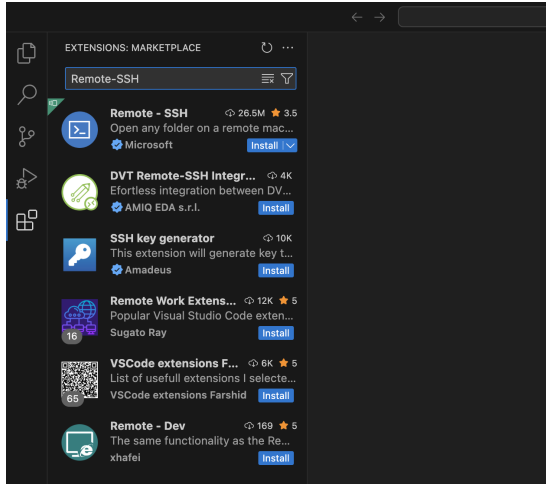 EXTENSIONS: MARKETPLACE
Remote-SSH
Remote - SSH 26.5M 3.5
Open any folder on a remote mac...
Microsoft Install
DVT Remote-SSH Integr... 4K
Efortless integration between DV...
AMIQ EDA s.r.l. Install
SSH key generator 10K
This extension will generate key t...
Amadeus Install
Remote Work Extens... 12K 5
Popular Visual Studio Code exten...
16 Sugato Ray Install
VSCode extensions F... 6K 5
List of usefull extensions I selecte...
65 VSCode extensions Farshid Install
Remote - Dev 169 5
The same functionality as the Re...
xhafei Install